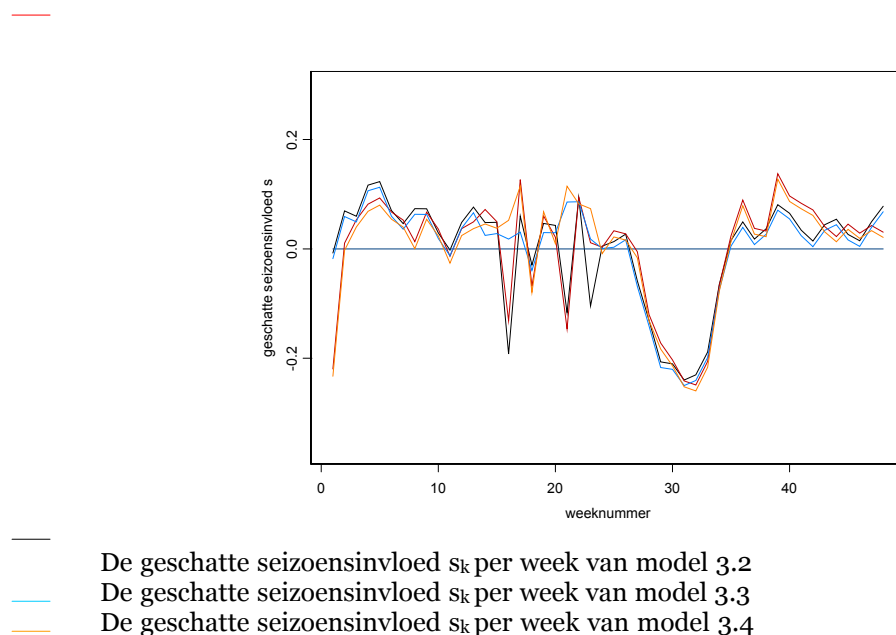 geschatte seizoensinvloed s
0.2
0.0
-0.2
0 10 20 30 40
weeknummer
De geschatte seizoensinvloed sk per week van model 3.2
De geschatte seizoensinvloed sk per week van model 3.3
De geschatte seizoensinvloed sk per week van model 3.4